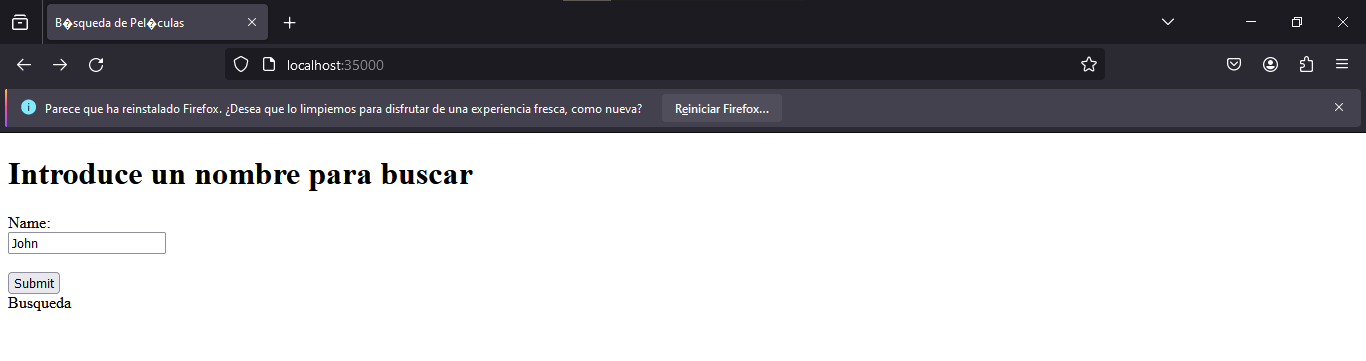 B�squeda de Pel�culas
localhost:35000
Parece que ha reinstalado Firefox. ¿Desea que lo limpiemos para disfrutar de una experiencia fresca, como nueva? Reiniciar Firefox...
Introduce un nombre para buscar
Name:
John
Submit
Busqueda